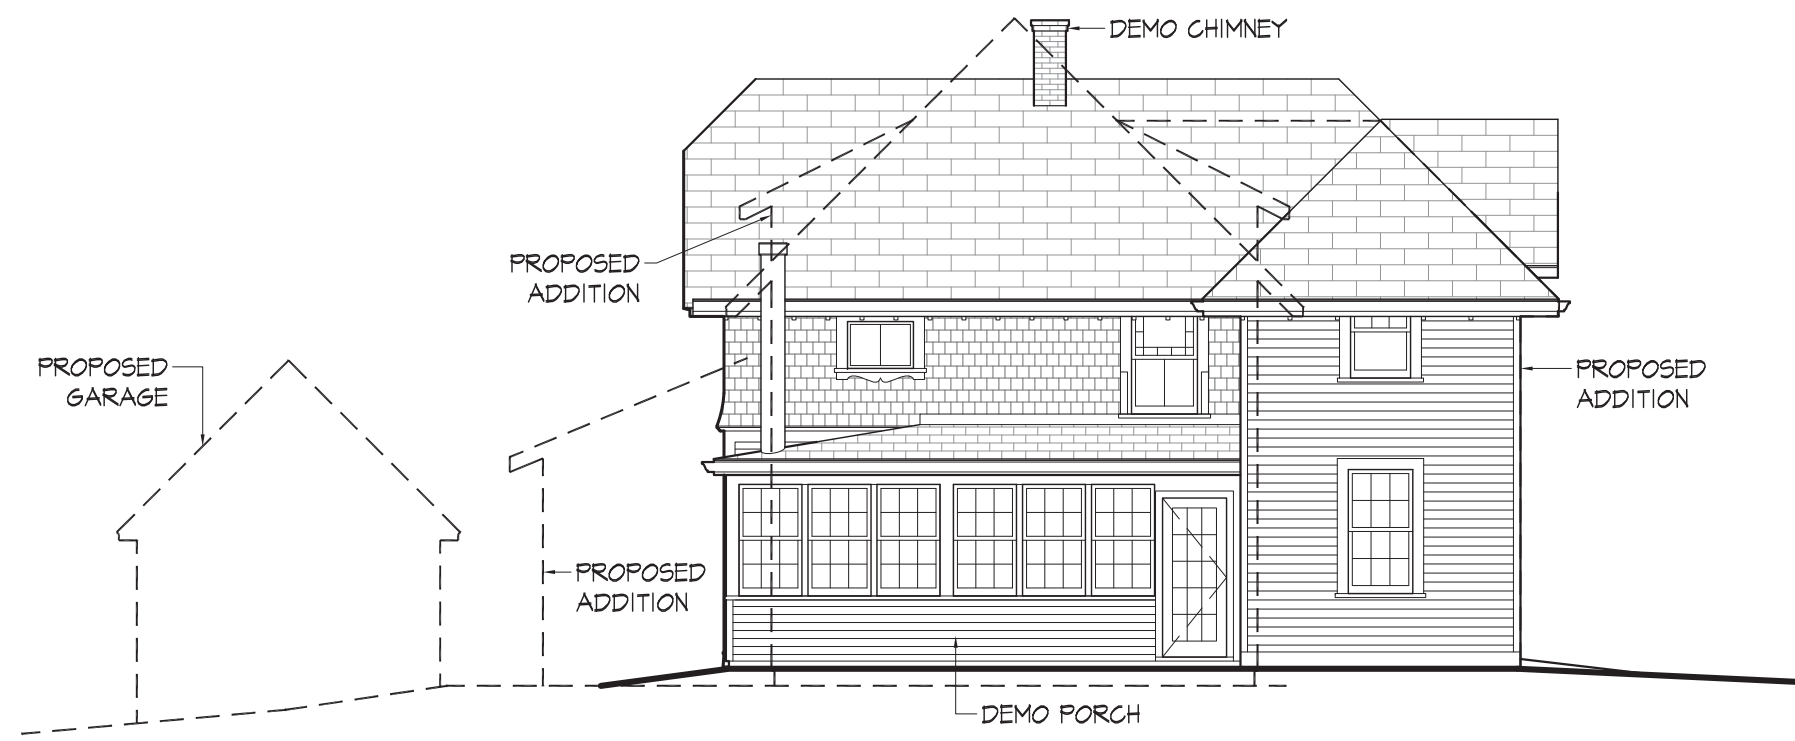 DEMO CHIMNEY
PROPOSED
ADDITION
PROPOSED
GARAGE
PROPOSED
ADDITION
PROPOSED
ADDITION
DEMO PORCH